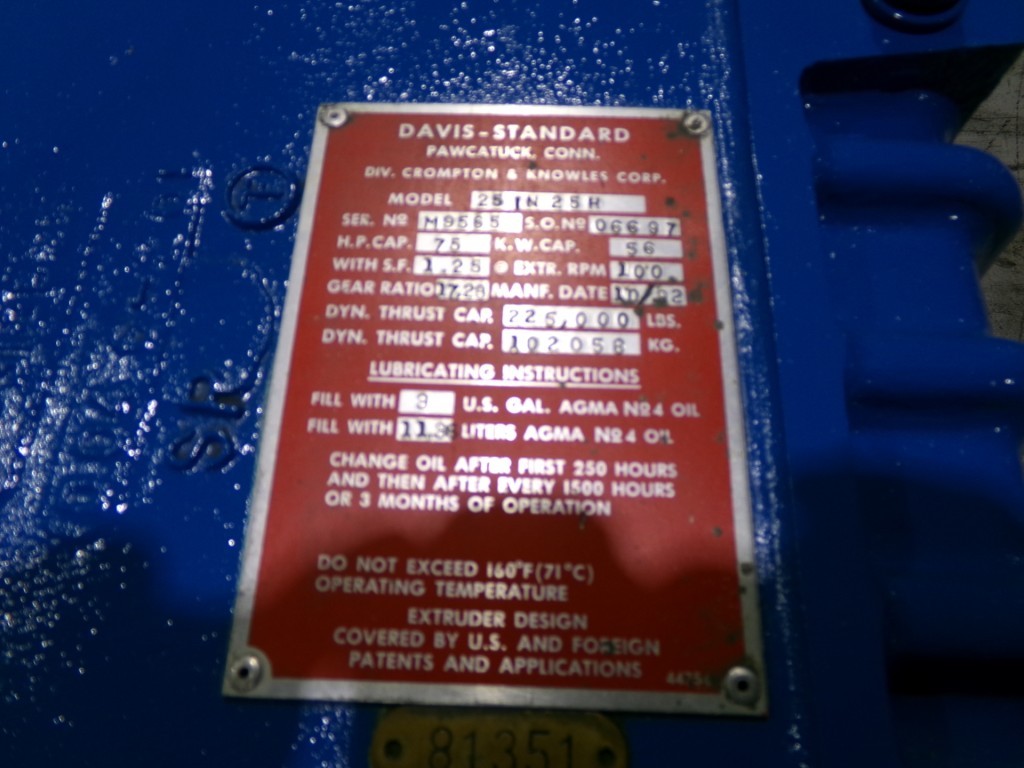 DAVIS-STANDARD
PAWCATUCK, CONN.
DIV. CROMPTON & KNOWLES CORP.
MODEL 25 IN 25H
SER. Nº M9565 S.O. Nº 06697
H.P. CAP. 75 K.W. CAP. 56
WITH S.F. 1.25 @ EXTR. RPM 100.
GEAR RATIO MANF. DATE
DYN. THRUST CAP. 225,000 LBS.
DYN. THRUST CAP. 102058 KG.
LUBRICATING INSTRUCTIONS
FILL WITH U.S. GAL. AGMA Nº4 OIL
FILL WITH LITERS AGMA Nº4 OIL
CHANGE OIL AFTER FIRST 250 HOURS
AND THEN AFTER EVERY 1500 HOURS
OR 3 MONTHS OF OPERATION
DO NOT EXCEED 160°F (71°C)
OPERATING TEMPERATURE
EXTRUDER DESIGN
COVERED BY U.S. AND FOREIGN
PATENTS AND APPLICATIONS
81351